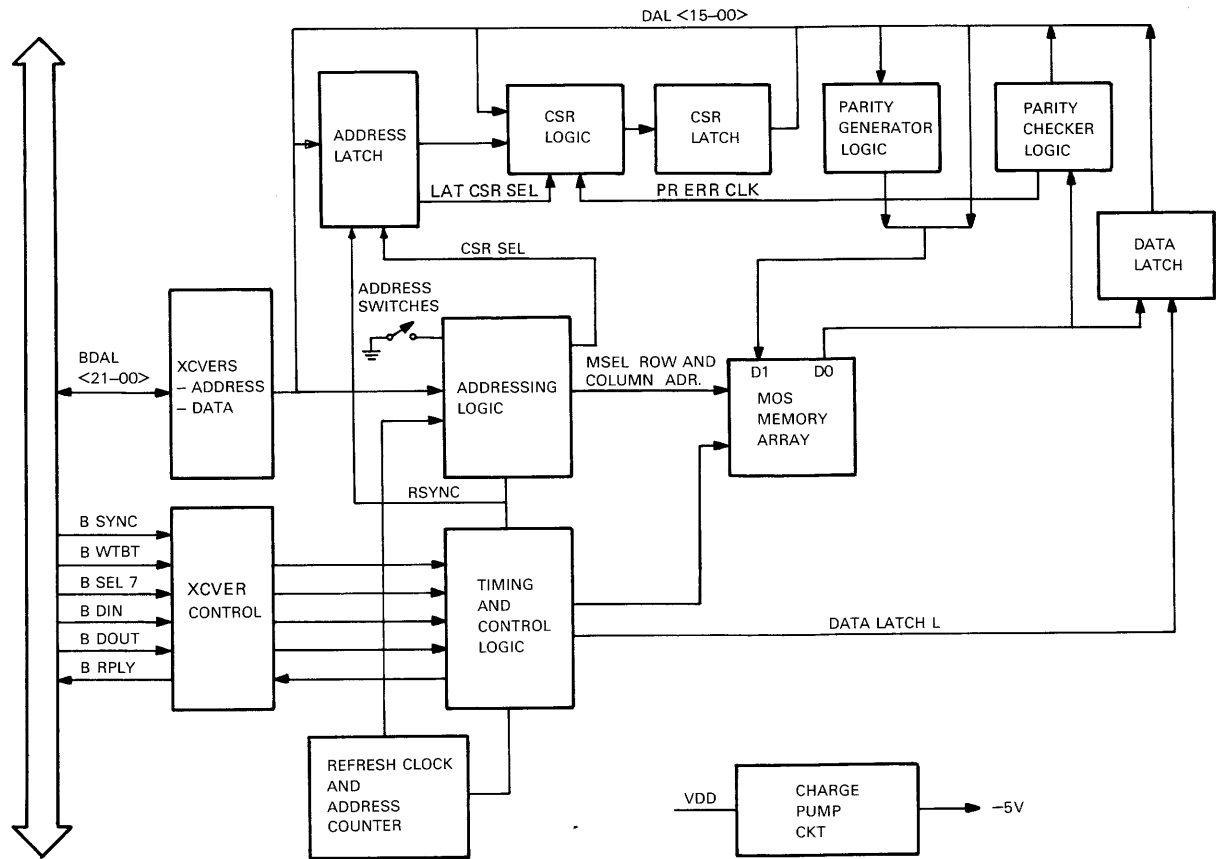 DAL <15–00>
ADDRESS
LATCH
CSR
LOGIC
CSR
LATCH
PARITY
GENERATOR
LOGIC
PARITY
CHECKER
LOGIC
LAT CSR SEL
PR ERR CLK
CSR SEL
DATA
LATCH
ADDRESS
SWITCHES
BDAL
<21–00>
XCVERS
– ADDRESS
– DATA
ADDRESSING
LOGIC
MSEL ROW AND
COLUMN ADR.
D1 D0
MOS
MEMORY
ARRAY
RSYNC
B SYNC
B WTBT
B SEL 7
B DIN
B DOUT
B RPLY
XCVER
CONTROL
TIMING
AND
CONTROL
LOGIC
DATA LATCH L
REFRESH CLOCK
AND
ADDRESS
COUNTER
VDD
CHARGE
PUMP
CKT
–5V